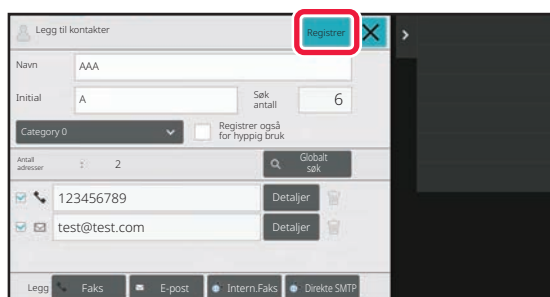 Legg til kontakter
Registrer
Navn
AAA
Initial
A
Søk
antall
6
Category 0
Registrer også
for hyppig bruk
Antall
adresser
:
2
Globalt
søk
123456789
Detaljer
test@test.com
Detaljer
Legg
Faks
E-post
Intern.Faks
Direkte SMTP